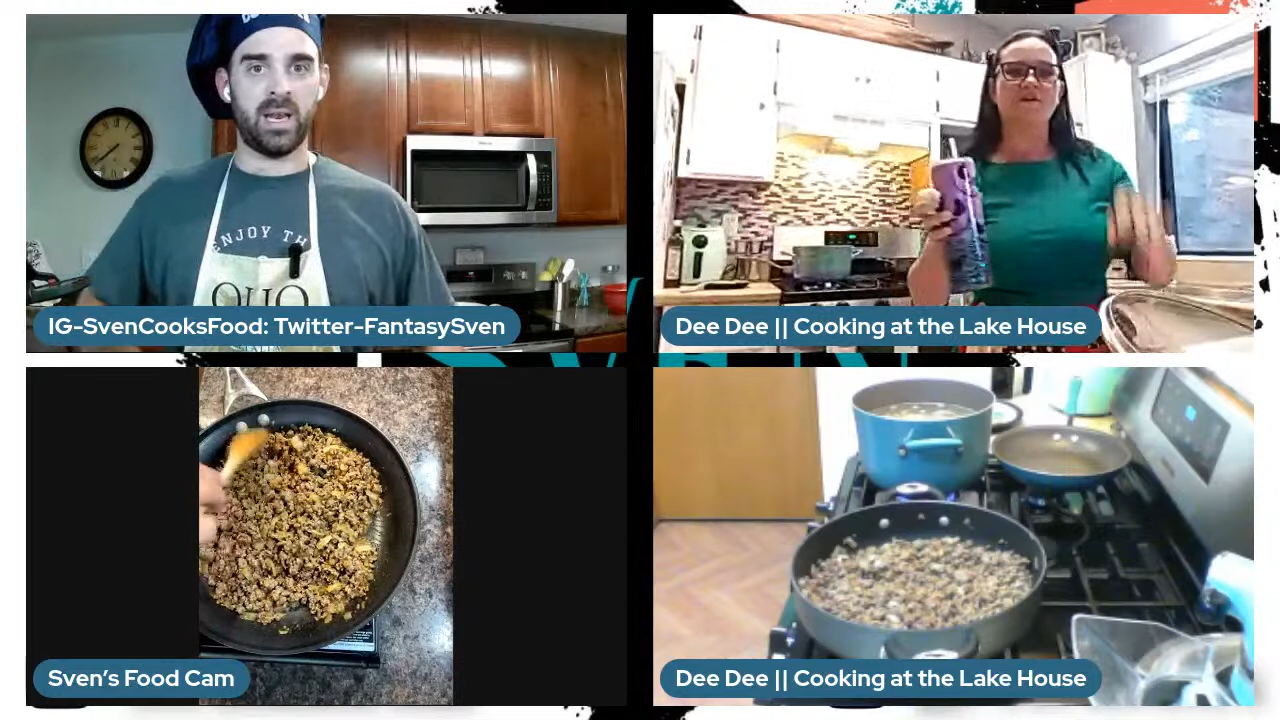 ENJOY TH
OUO
IG-SvenCooksFood: Twitter-FantasySven
Dee Dee || Cooking at the Lake House
Sven's Food Cam
Dee Dee || Cooking at the Lake House